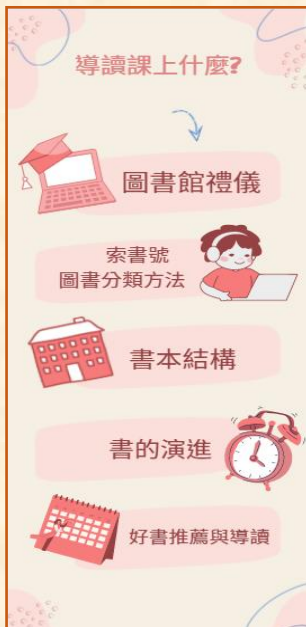 導讀課上什麼?
圖書館禮儀
索書號
圖書分類方法
書本結構
書的演進
好書推薦與導讀